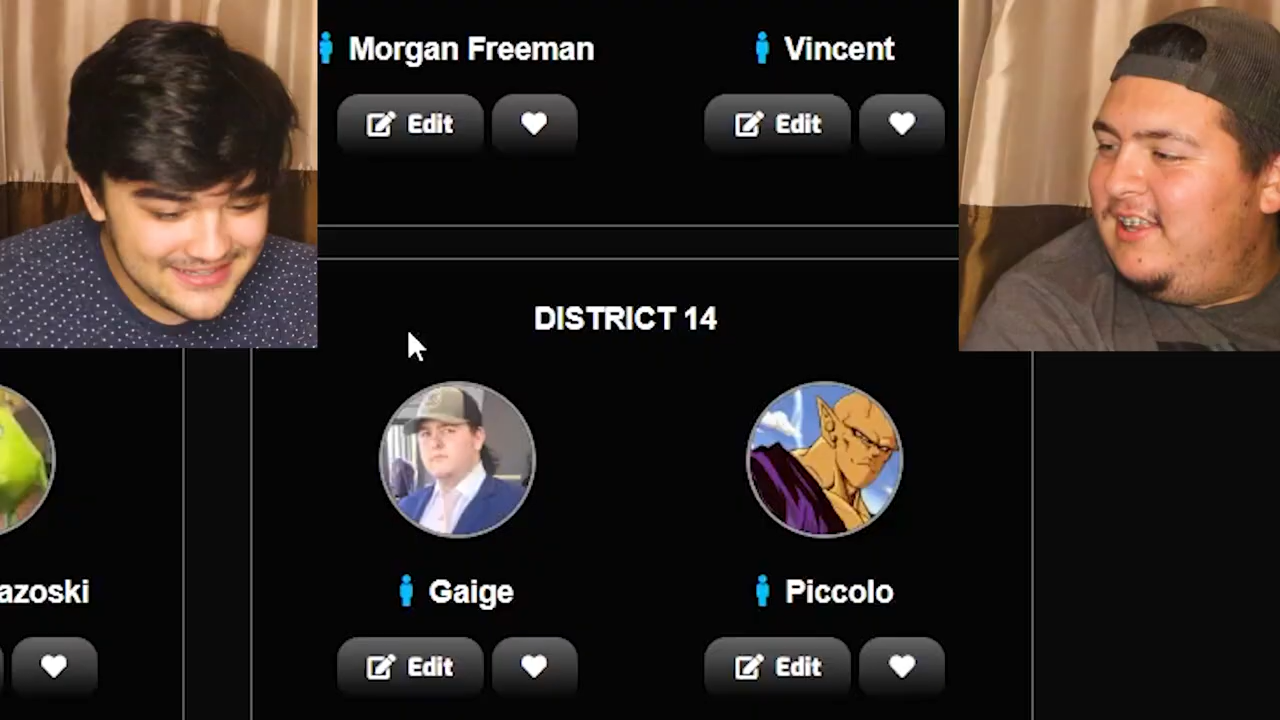 Morgan Freeman
Vincent
Edit
Edit
DISTRICT 14
azoski
Gaige
Piccolo
Edit
Edit